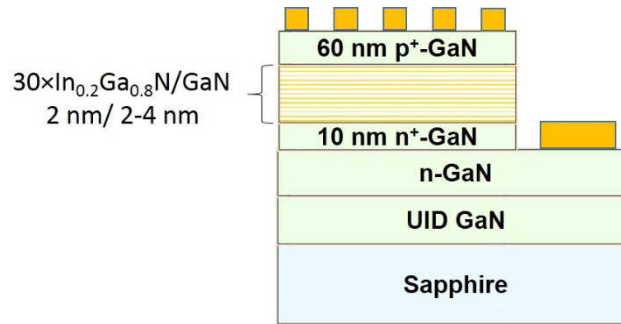 60 nm p⁺-GaN
30×In₀.₂Ga₀.₈N/GaN
2 nm/ 2-4 nm
10 nm n⁺-GaN
n-GaN
UID GaN
Sapphire